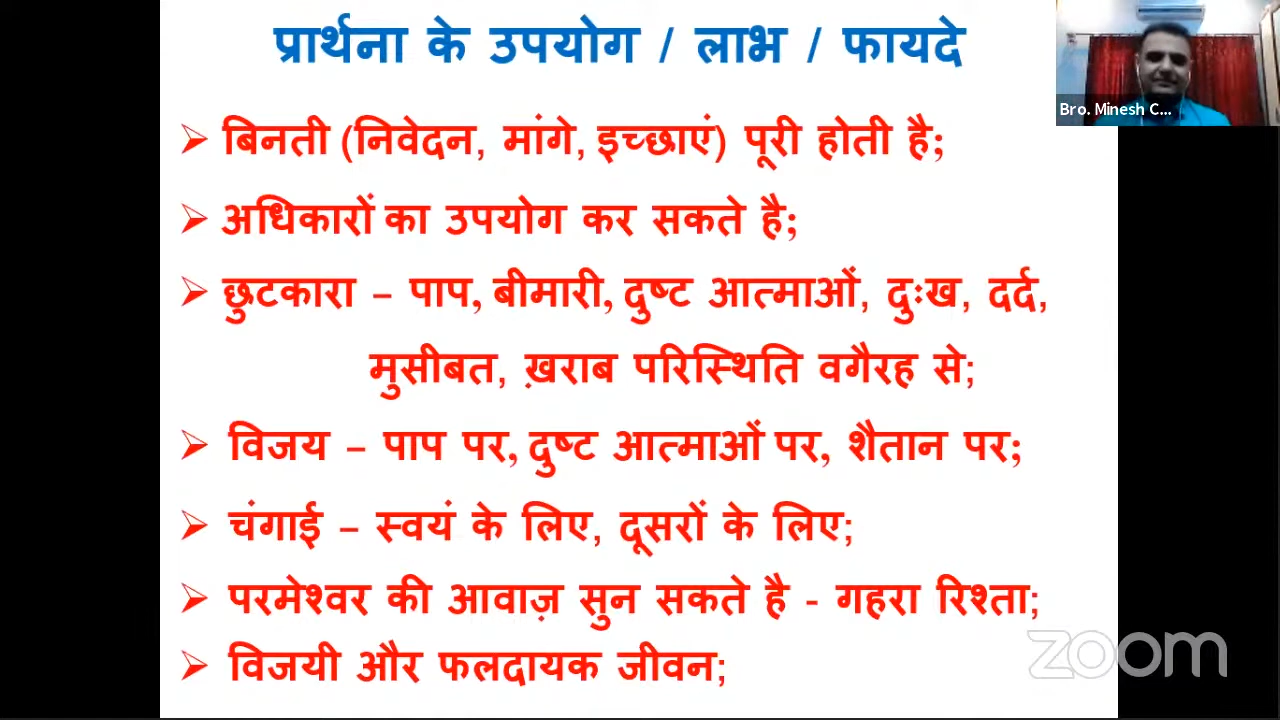 प्रार्थना के उपयोग / लाभ / फायदे
Bro. Minesh C...
➢ बिनती (निवेदन, मांगे, इच्छाएं) पूरी होती है;
➢ अधिकारों का उपयोग कर सकते है;
➢ छुटकारा – पाप, बीमारी, दुष्ट आत्माओं, दुःख, दर्द,
मुसीबत, ख़राब परिस्थिति वगैरह से;
➢ विजय – पाप पर, दुष्ट आत्माओं पर, शैतान पर;
➢ चंगाई – स्वयं के लिए, दूसरों के लिए;
➢ परमेश्वर की आवाज़ सुन सकते है - गहरा रिश्ता;
➢ विजयी और फलदायक जीवन;
zoom